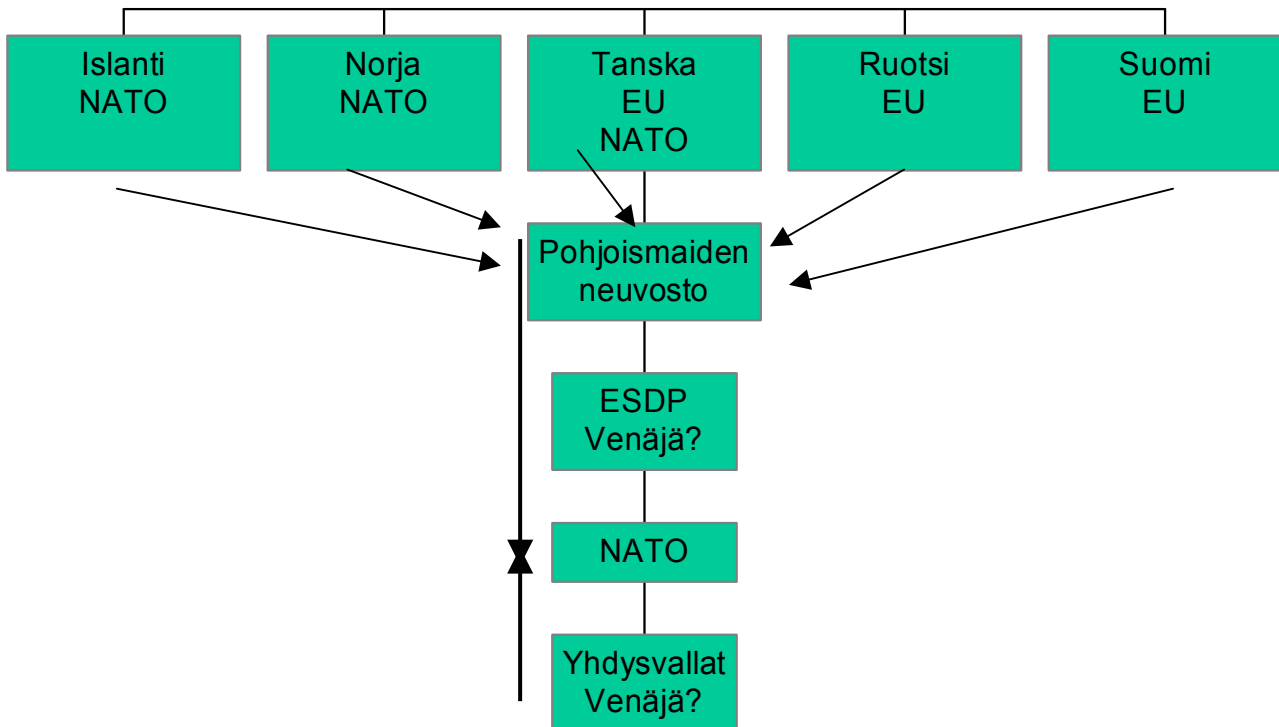 Islanti
NATO
Norja
NATO
Tanska
EU
NATO
Ruotsi
EU
Suomi
EU
Pohjoismaiden
neuvosto
ESDP
Venäjä?
NATO
Yhdysvallat
Venäjä?